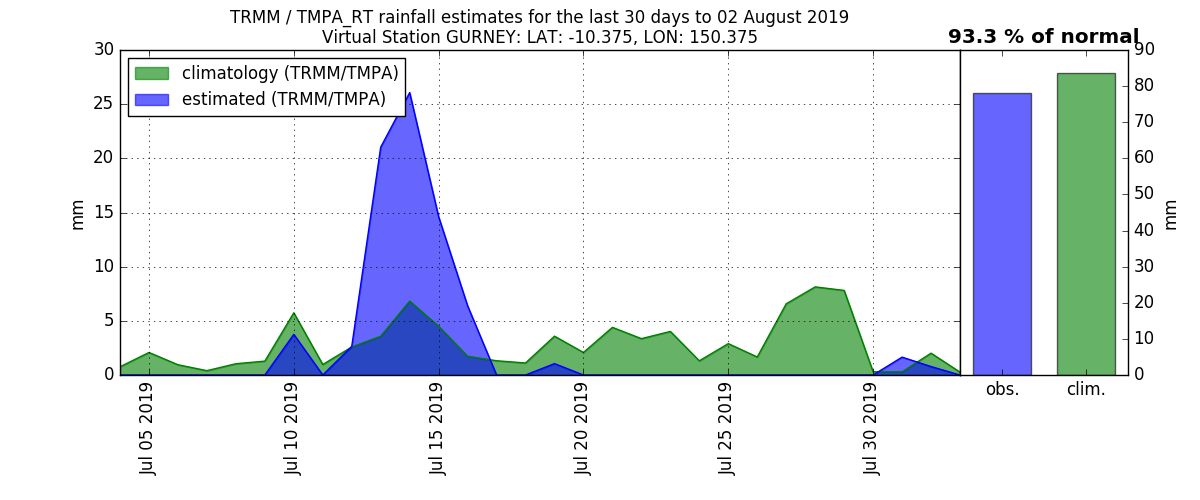 TRMM / TMPA_RT rainfall estimates for the last 30 days to 02 August 2019
Virtual Station GURNEY: LAT: -10.375, LON: 150.375
93.3 % of normal
climatology (TRMM/TMPA)
estimated (TRMM/TMPA)
mm
30
25
20
15
10
5
0
90
80
70
60
50
40
30
20
10
0
mm
Jul 05 2019
Jul 10 2019
Jul 15 2019
Jul 20 2019
Jul 25 2019
Jul 30 2019
obs.
clim.